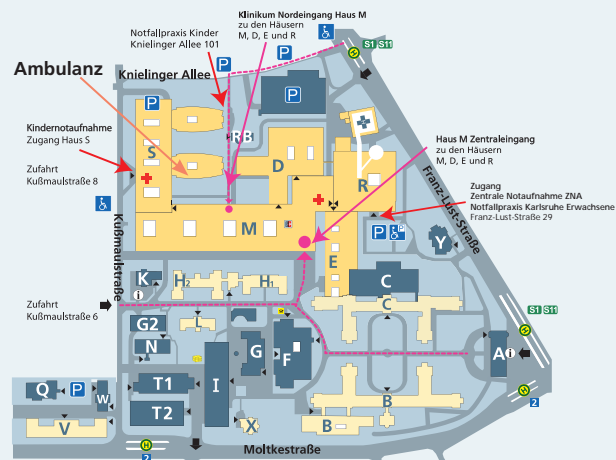 Klinikum Nordeingang Haus M
zu den Häusern
M, D, E und R
Notfallpraxis Kinder
Knielinger Allee 101
S1 S11
H
Ambulanz
Knielinger Allee
P
P
P
P
Kindernotaufnahme
Zugang Haus S
Zufahrt
Kußmaulstraße 8
RB
S
D
R
M
E
Haus M Zentraleingang
zu den Häusern
M, D, E und R
Zugang
Zentrale Notaufnahme ZNA
Notfallpraxis Karlsruhe Erwachsene
Franz-Lust-Straße 29
Franz-Lust-Straße
Kußmaulstraße
P
P
Y
K
i
H2
H1
C
C
Zufahrt
Kußmaulstraße 6
G2
L
N
G
F
A
i
S1 S11
H
H
2
Q
P
W
V
T1
T2
I
X
B
B
H
2
Moltkestraße